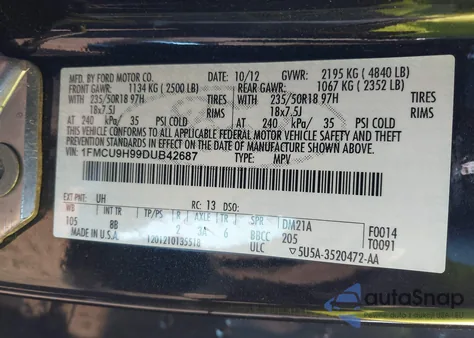 MFD. BY FORD MOTOR CO.
DATE: 10/12 GVWR: 2195 KG ( 4840 LB)
FRONT GAWR: 1134 KG ( 2500 LB) REAR GAWR: 1067 KG ( 2352 LB)
WITH 235/50R18 97H TIRES WITH 235/50R18 97H TIRES
18x7.5J RIMS 18x7.5J RIMS
AT 240 kPa/ 35 PSI COLD AT 240 kPa/ 35 PSI COLD
THIS VEHICLE CONFORMS TO ALL APPLICABLE FEDERAL MOTOR VEHICLE SAFETY, BUMPER, AND THEFT
PREVENTION STANDARDS IN EFFECT ON THE DATE OF MANUFACTURE SHOWN ABOVE.
VIN: 1FMCU9H99DUB42687
TYPE: MPV
EXT PNT: UH RC: 13 DSO:
WB INT TR TP/PS R AXLE TR SPR DM21A F0014
105 BB 2 3A 6 BBCC 205 T0091
MADE IN U.S.A. 1201210135518 ULC 5U5A-3520472-AA
autoSnap